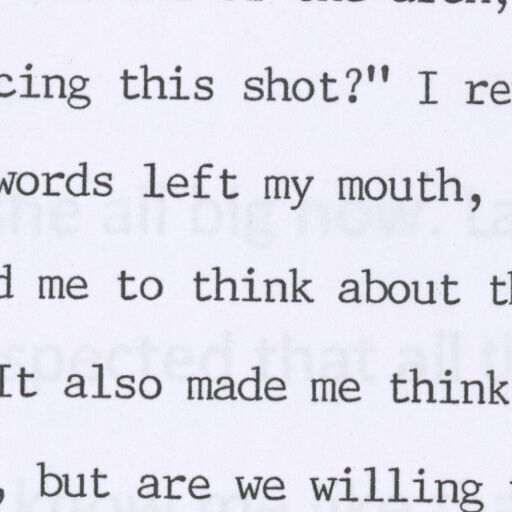 cing this shot?" I re
words left my mouth,
d me to think about th
It also made me think
, but are we willing